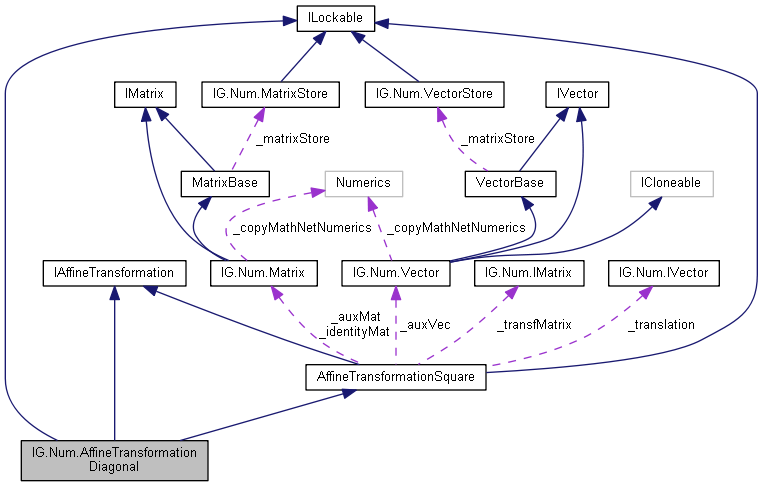 ILockable
IMatrix
IG.Num.MatrixStore
IG.Num.VectorStore
IVector
_matrixStore
_matrixStore
MatrixBase
Numerics
VectorBase
ICloneable
_copyMathNetNumerics
_copyMathNetNumerics
IAffineTransformation
IG.Num.Matrix
IG.Num.Vector
IG.Num.IMatrix
IG.Num.IVector
_auxMat
_identityMat
_auxVec
_transfMatrix
_translation
AffineTransformationSquare
IG.Num.AffineTransformation
Diagonal